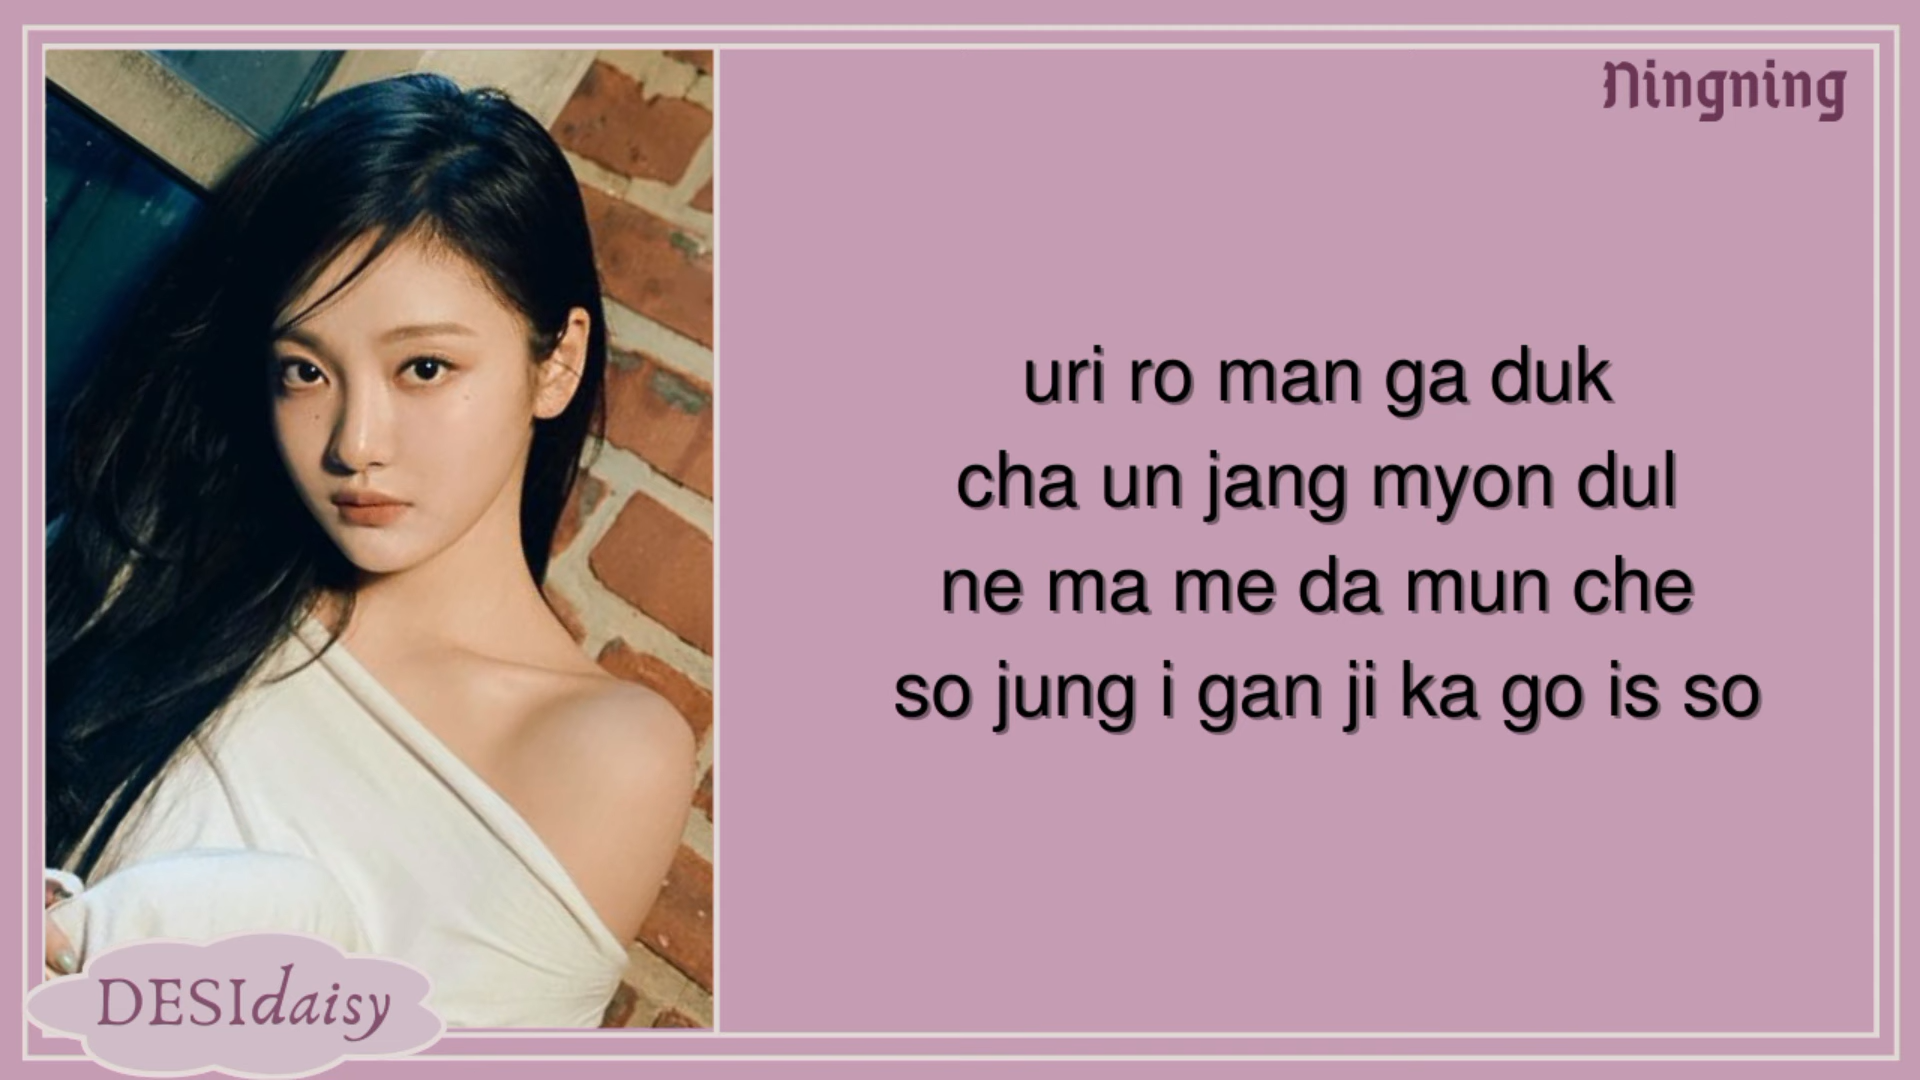 Ningning
uri ro man ga duk
cha un jang myon dul
ne ma me da mun che
so jung i gan ji ka go is so
DESIdaisy